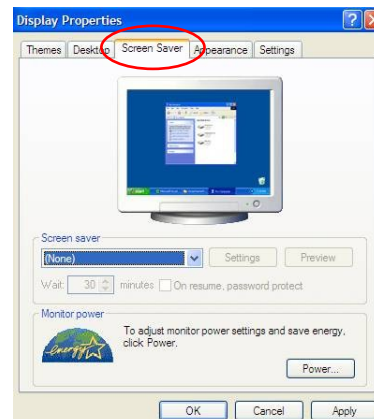 Display Properties
Themes Desktop Screen Saver Appearance Settings
Screen saver
(None) Settings Preview
Wait: 30 minutes On resume, password protect
Monitor power
To adjust monitor power settings and save energy,
click Power.
energy
Power...
OK Cancel Apply